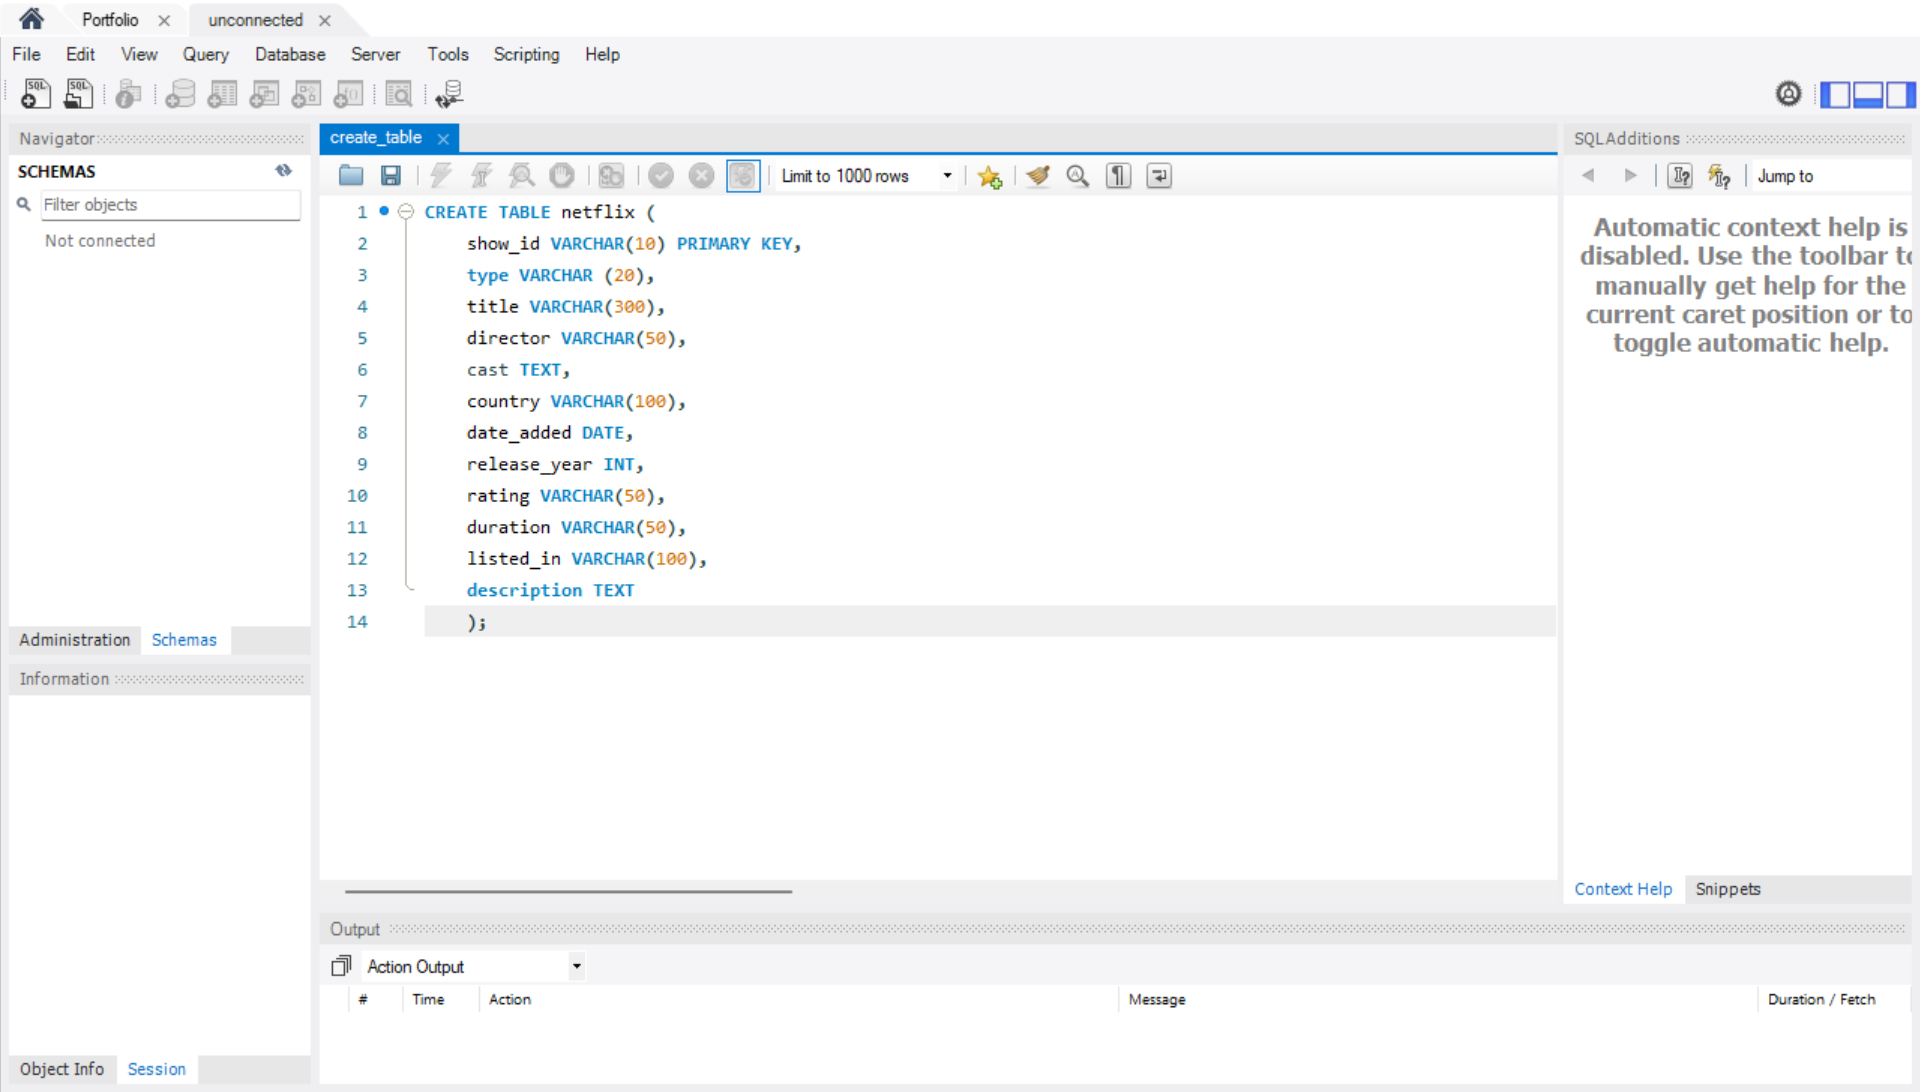 Portfolio
unconnected
File Edit View Query Database Server Tools Scripting Help
SQL SQL
Navigator
SCHEMAS
Filter objects
Not connected
Administration Schemas
Information
Object Info Session
create_table
Limit to 1000 rows
1 CREATE TABLE netflix (
2 show_id VARCHAR(10) PRIMARY KEY,
3 type VARCHAR (20),
4 title VARCHAR(300),
5 director VARCHAR(50),
6 cast TEXT,
7 country VARCHAR(100),
8 date_added DATE,
9 release_year INT,
10 rating VARCHAR(50),
11 duration VARCHAR(50),
12 listed_in VARCHAR(100),
13 description TEXT
14 );
SQLAdditions
Jump to
Automatic context help is
disabled. Use the toolbar to
manually get help for the
current caret position or to
toggle automatic help.
Context Help Snippets
Output
Action Output
# Time Action Message Duration / Fetch